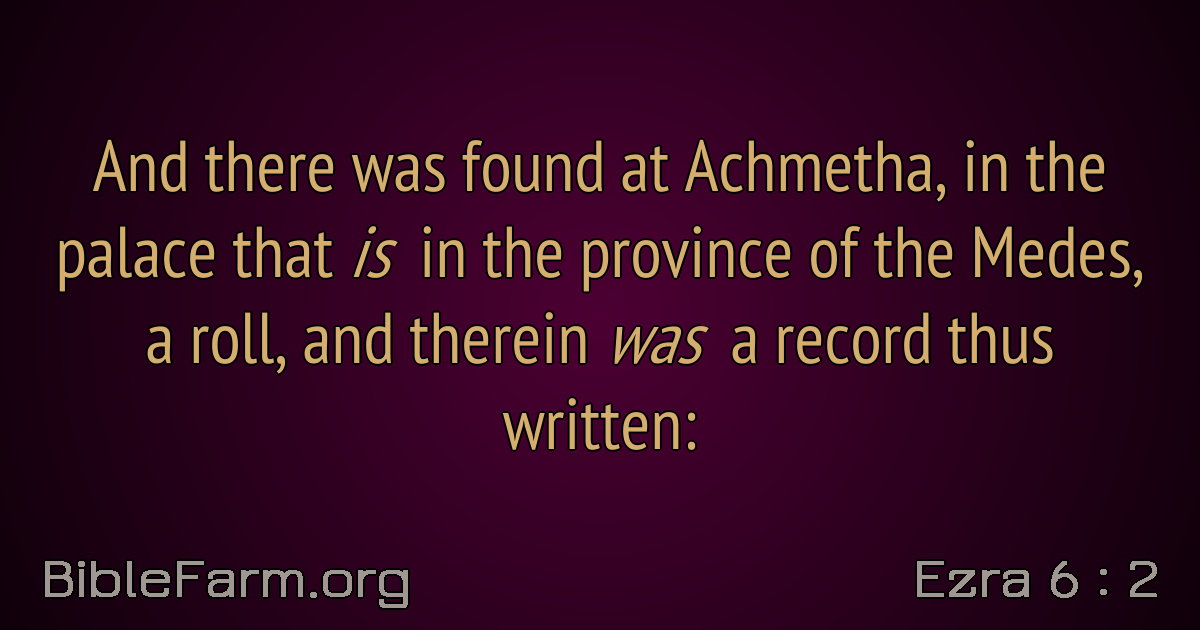 And there was found at Achmetha, in the
palace that is in the province of the Medes,
a roll, and therein was a record thus
written:
BibleFarm.org
Ezra 6 : 2